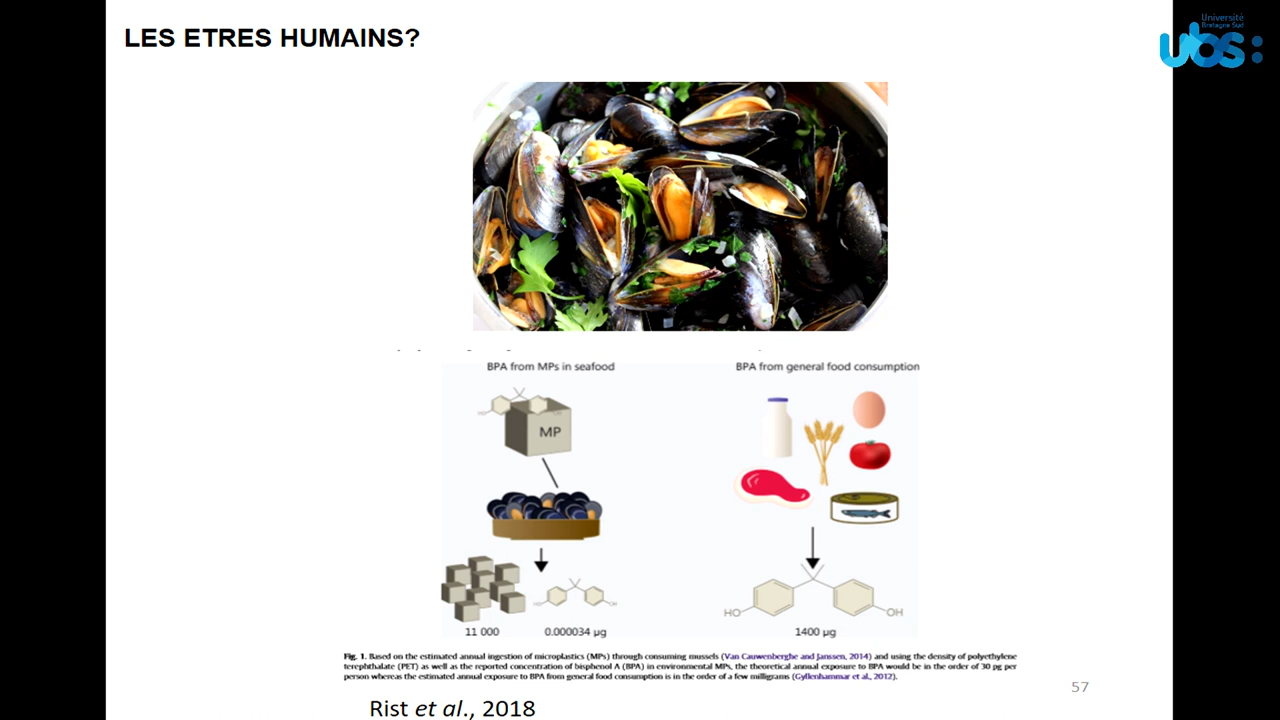 LES ETRES HUMAINS?
Université
Bretagne Sud
ubs:
BPA from MPs in seafood
BPA from general food consumption
MP
HO
OH
11 000
0.000034 µg
1400 µg
Fig. 1. Based on the estimated annual ingestion of microplastics (MPs) through consuming mussels (Van Cauwenberghe and Janssen, 2014) and using the density of polyethylene
terephthalate (PET) as well as the reported concentration of bisphenol A (BPA) in environmental MPs, the theoretical annual exposure to BPA would be in the order of 30 pg per
person whereas the estimated annual exposure to BPA from general food consumption is in the order of a few milligrams (Gyllenhammar et al., 2012).
57
Rist et al., 2018